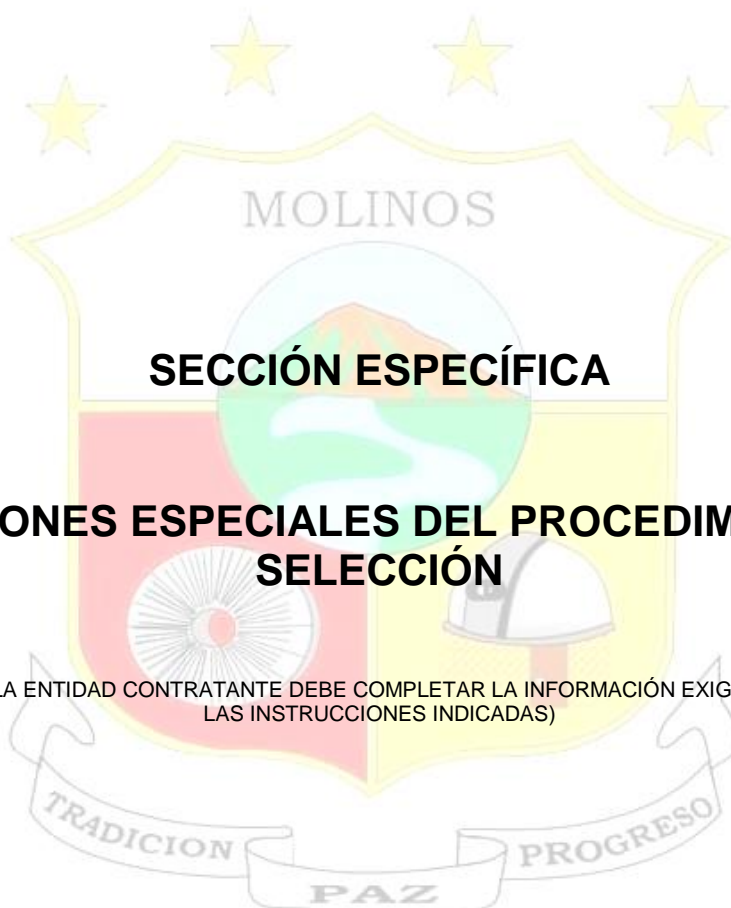 MOLINOS
SECCIÓN ESPECÍFICA
ONES ESPECIALES DEL PROCEDIM
SELECCIÓN
LA ENTIDAD CONTRATANTE DEBE COMPLETAR LA INFORMACIÓN EXIG
LAS INSTRUCCIONES INDICADAS)
TRADICION
PROGRESO
PAZ